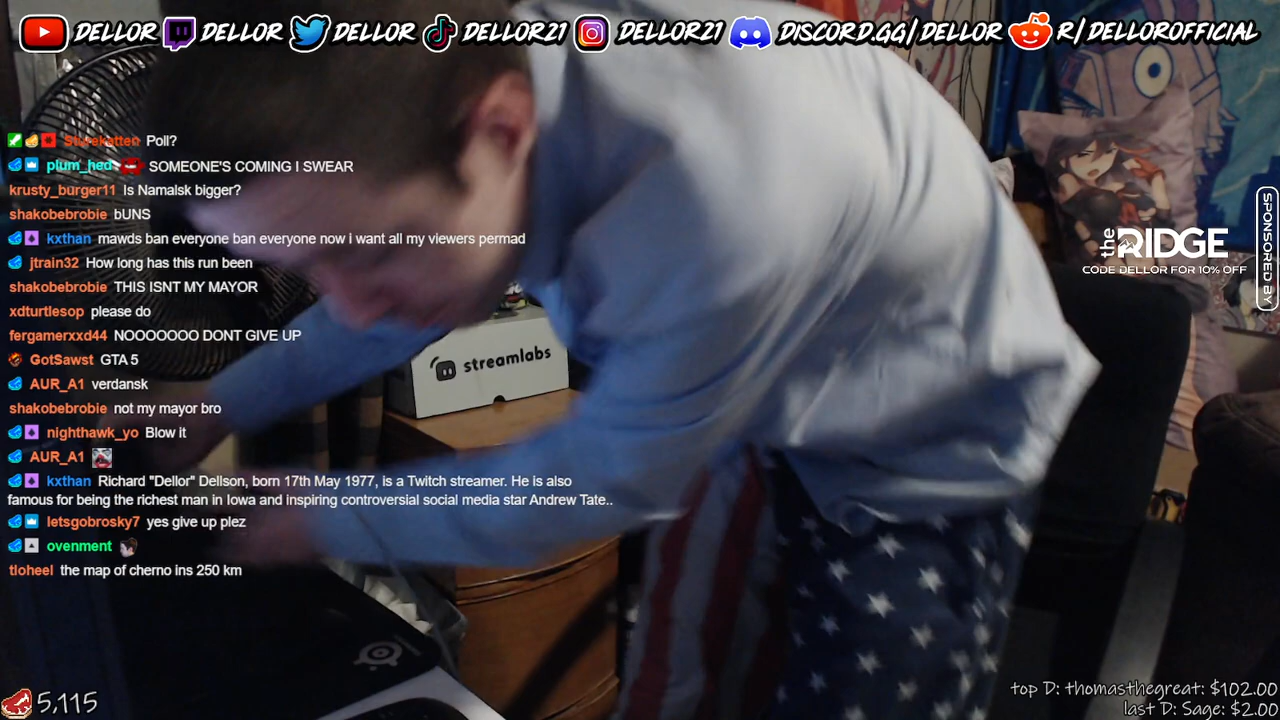 DELLOR DELLOR DELLOR DELLOR21 DELLOR21 DISCORD.GG/DELLOR R/DELLOROFFICIAL
Sturekatten Poll?
plum_hed SOMEONE'S COMING I SWEAR
krusty_burger11 Is Namalsk bigger?
shakobebrobie bUNS
kxthan mawds ban everyone ban everyone now i want all my viewers permad
jtrain32 How long has this run been
shakobebrobie THIS ISNT MY MAYOR
xdturtlesop please do
fergamerxxd44 NOOOOOOO DONT GIVE UP
GotSawst GTA 5
AUR_A1 verdansk
shakobebrobie not my mayor bro
nighthawk_yo Blow it
AUR_A1
kxthan Richard "Dellor" Dellson, born 17th May 1977, is a Twitch streamer. He is also
famous for being the richest man in Iowa and inspiring controversial social media star Andrew Tate..
letsgobrosky7 yes give up plez
ovenment
tloheel the map of cherno ins 250 km
streamlabs
the RIDGE
CODE DELLOR FOR 10% OFF
SPONSORED BY
5,115
top D: thomasthegreat: $102.00
last D: Sage: $2.00